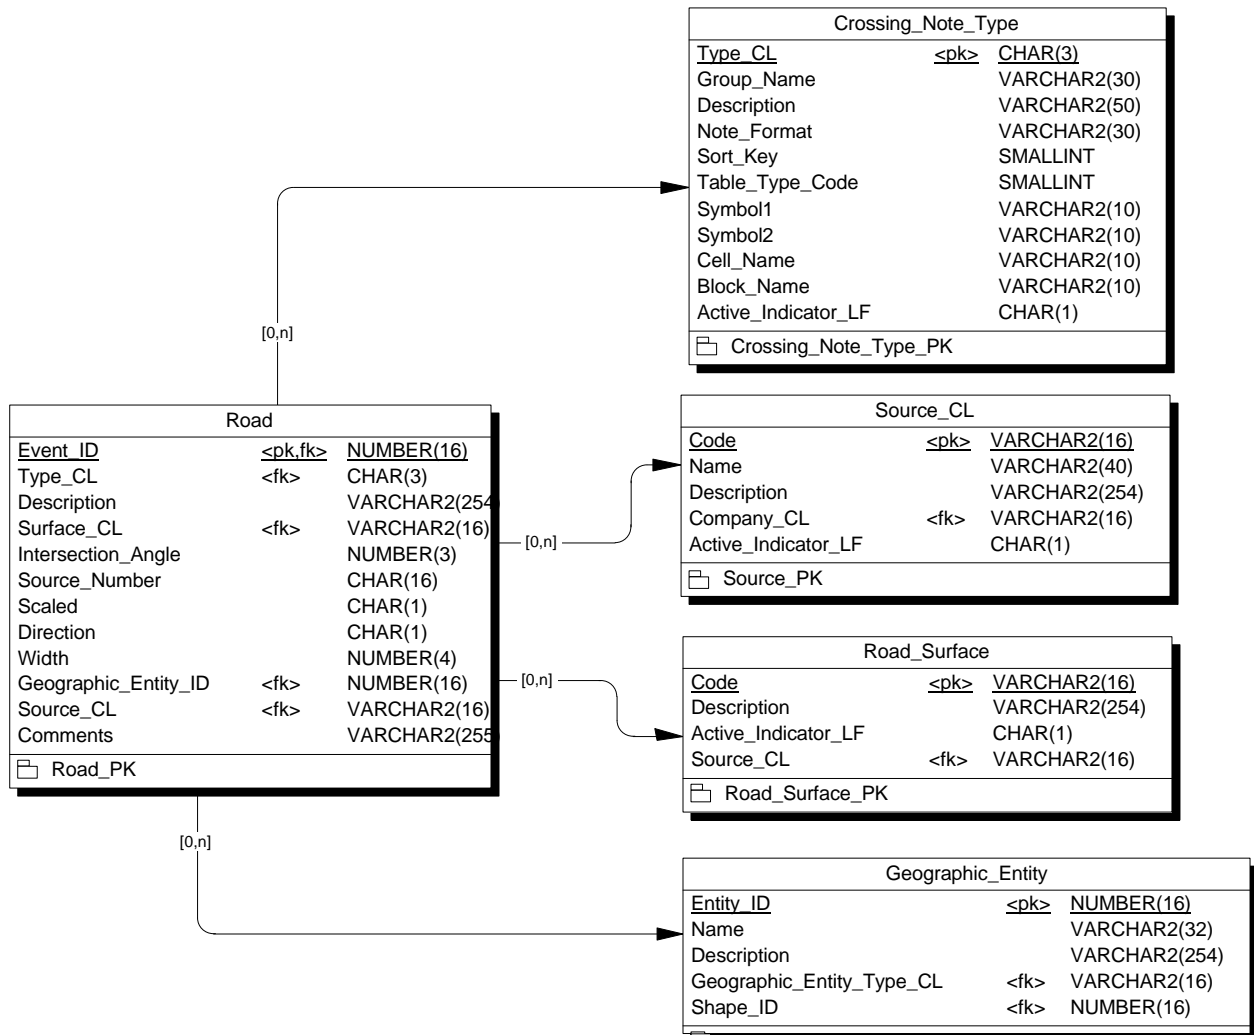 Crossing_Note_Type
Type_CL <pk> CHAR(3)
Group_Name VARCHAR2(30)
Description VARCHAR2(50)
Note_Format VARCHAR2(30)
Sort_Key SMALLINT
Table_Type_Code SMALLINT
Symbol1 VARCHAR2(10)
Symbol2 VARCHAR2(10)
Cell_Name VARCHAR2(10)
Block_Name VARCHAR2(10)
Active_Indicator_LF CHAR(1)
Crossing_Note_Type_PK
[0,n]
Road
Event_ID <pk,fk> NUMBER(16)
Type_CL <fk> CHAR(3)
Description VARCHAR2(254)
Surface_CL <fk> VARCHAR2(16)
Intersection_Angle NUMBER(3)
Source_Number CHAR(16)
Scaled CHAR(1)
Direction CHAR(1)
Width NUMBER(4)
Geographic_Entity_ID <fk> NUMBER(16)
Source_CL <fk> VARCHAR2(16)
Comments VARCHAR2(255)
Road_PK
[0,n]
Source_CL
Code <pk> VARCHAR2(16)
Name VARCHAR2(40)
Description VARCHAR2(254)
Company_CL <fk> VARCHAR2(16)
Active_Indicator_LF CHAR(1)
Source_PK
[0,n]
Road_Surface
Code <pk> VARCHAR2(16)
Description VARCHAR2(254)
Active_Indicator_LF CHAR(1)
Source_CL <fk> VARCHAR2(16)
Road_Surface_PK
[0,n]
Geographic_Entity
Entity_ID <pk> NUMBER(16)
Name VARCHAR2(32)
Description VARCHAR2(254)
Geographic_Entity_Type_CL <fk> VARCHAR2(16)
Shape_ID <fk> NUMBER(16)